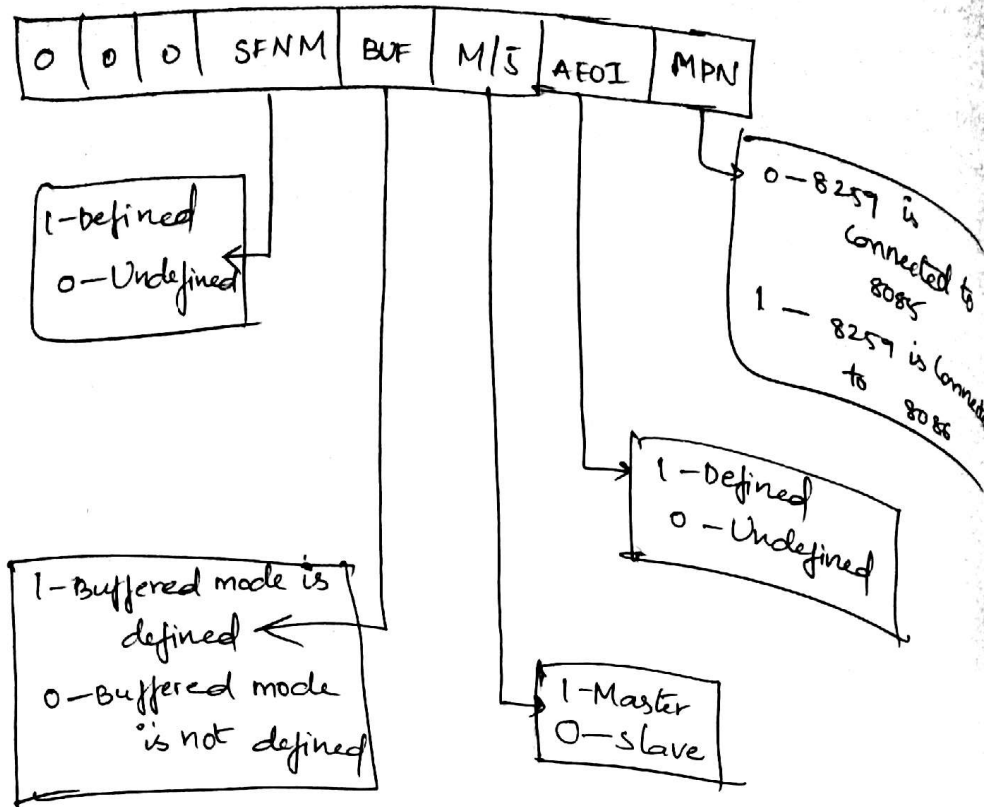 0 0 0 SFNM BUF M/S̅ AEOI MPN
1-Defined
0-Undefined
0-8259 is
connected to
8085
1 - 8259 is connected
to 8086
1-Defined
0-Undefined
1-Buffered mode is
defined
0-Buffered mode
is not defined
1-Master
0-slave